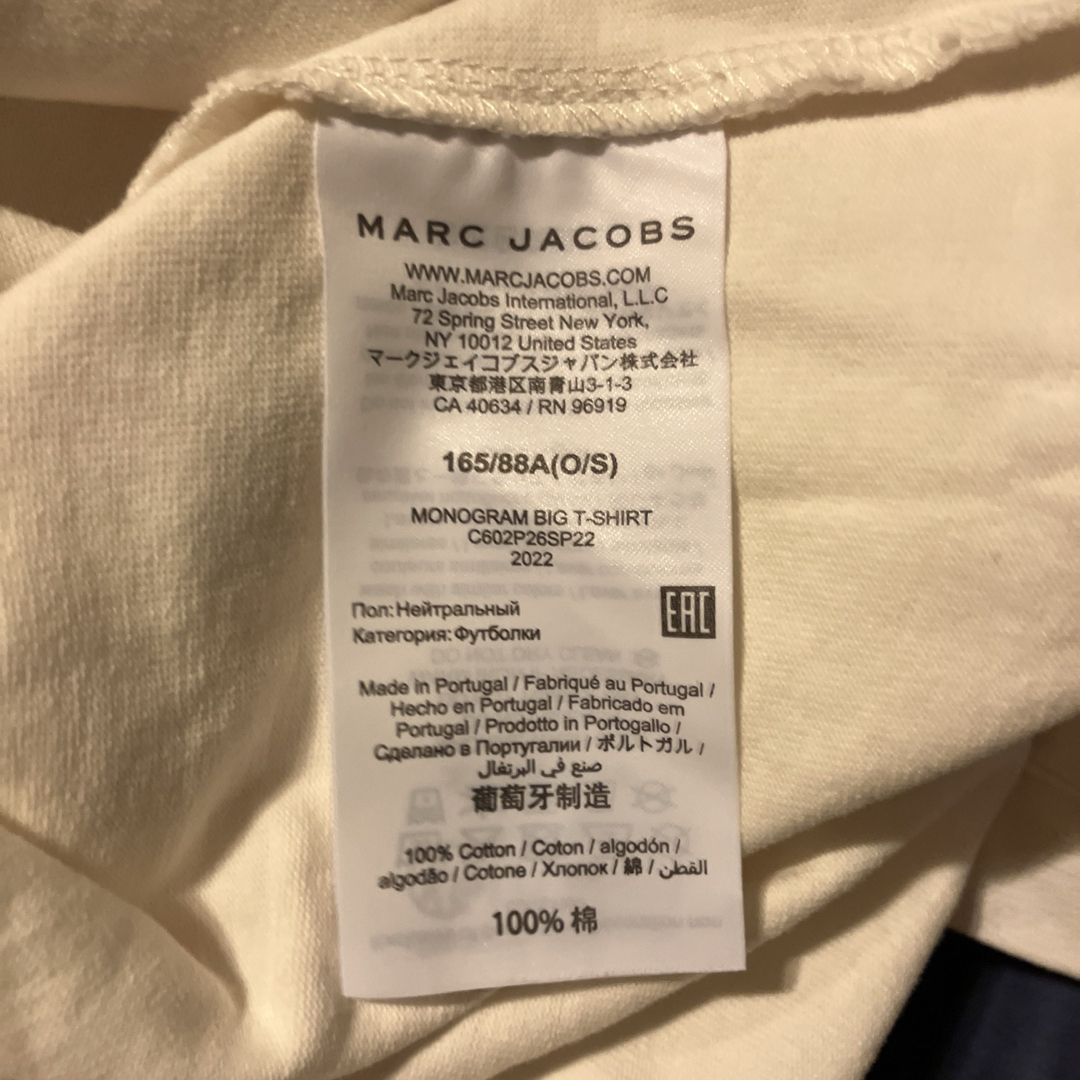 MARC JACOBS
WWW.MARCJACOBS.COM
Marc Jacobs International, L.L.C
72 Spring Street New York,
NY 10012 United States
マークジェイコブスジャパン株式会社
東京都港区南青山3-1-3
CA 40634 / RN 96919
165/88A(O/S)
MONOGRAM BIG T-SHIRT
C602P26SP22
2022
Пол: Нейтральный
EAC
Категория: Футболки
Made in Portugal / Fabriqué au Portugal /
Hecho en Portugal / Fabricado em
Portugal / Prodotto in Portogallo /
Сделано в Португалии / ポルトガル /
صنع في البرتغال
葡萄牙制造
100% Cotton / Coton / algodón /
algodão / Cotone / Хлопок / 綿 / القطن
100% 棉